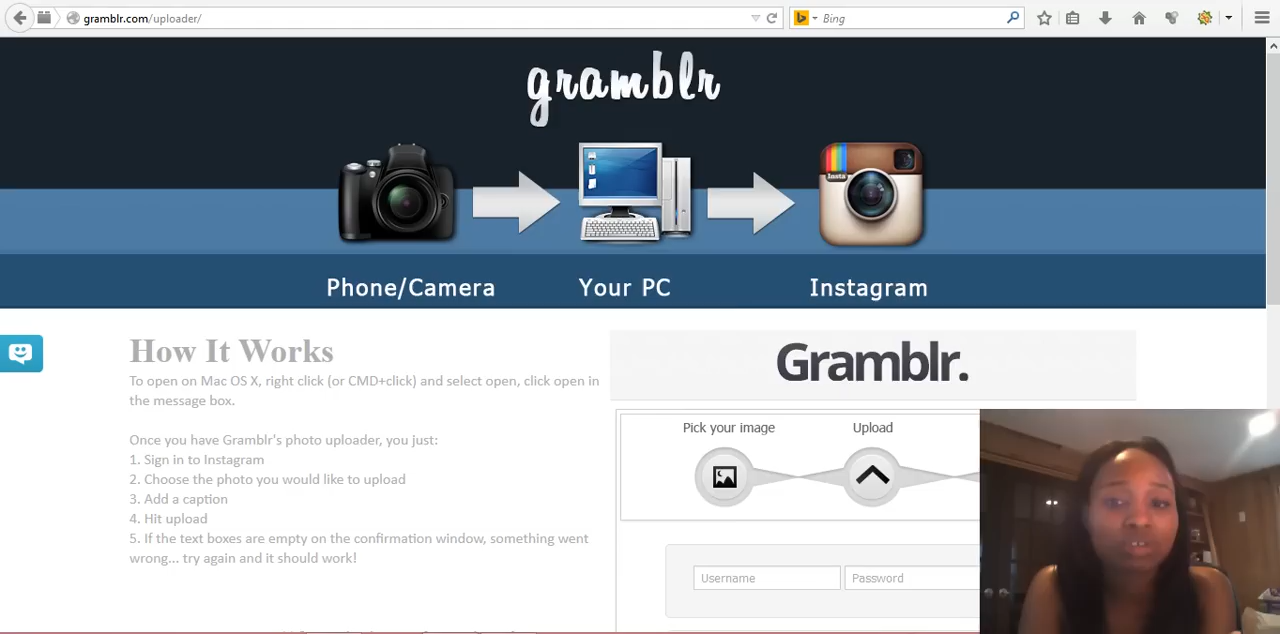 gramblr.com/uploader/
Bing
gramblr
Insta
Phone/Camera
Your PC
Instagram
How It Works
To open on Mac OS X, right click (or CMD+click) and select open, click open in
the message box.
Once you have Gramblr's photo uploader, you just:
1. Sign in to Instagram
2. Choose the photo you would like to upload
3. Add a caption
4. Hit upload
5. If the text boxes are empty on the confirmation window, something went
wrong... try again and it should work!
Gramblr.
Pick your image
Upload
Username
Password